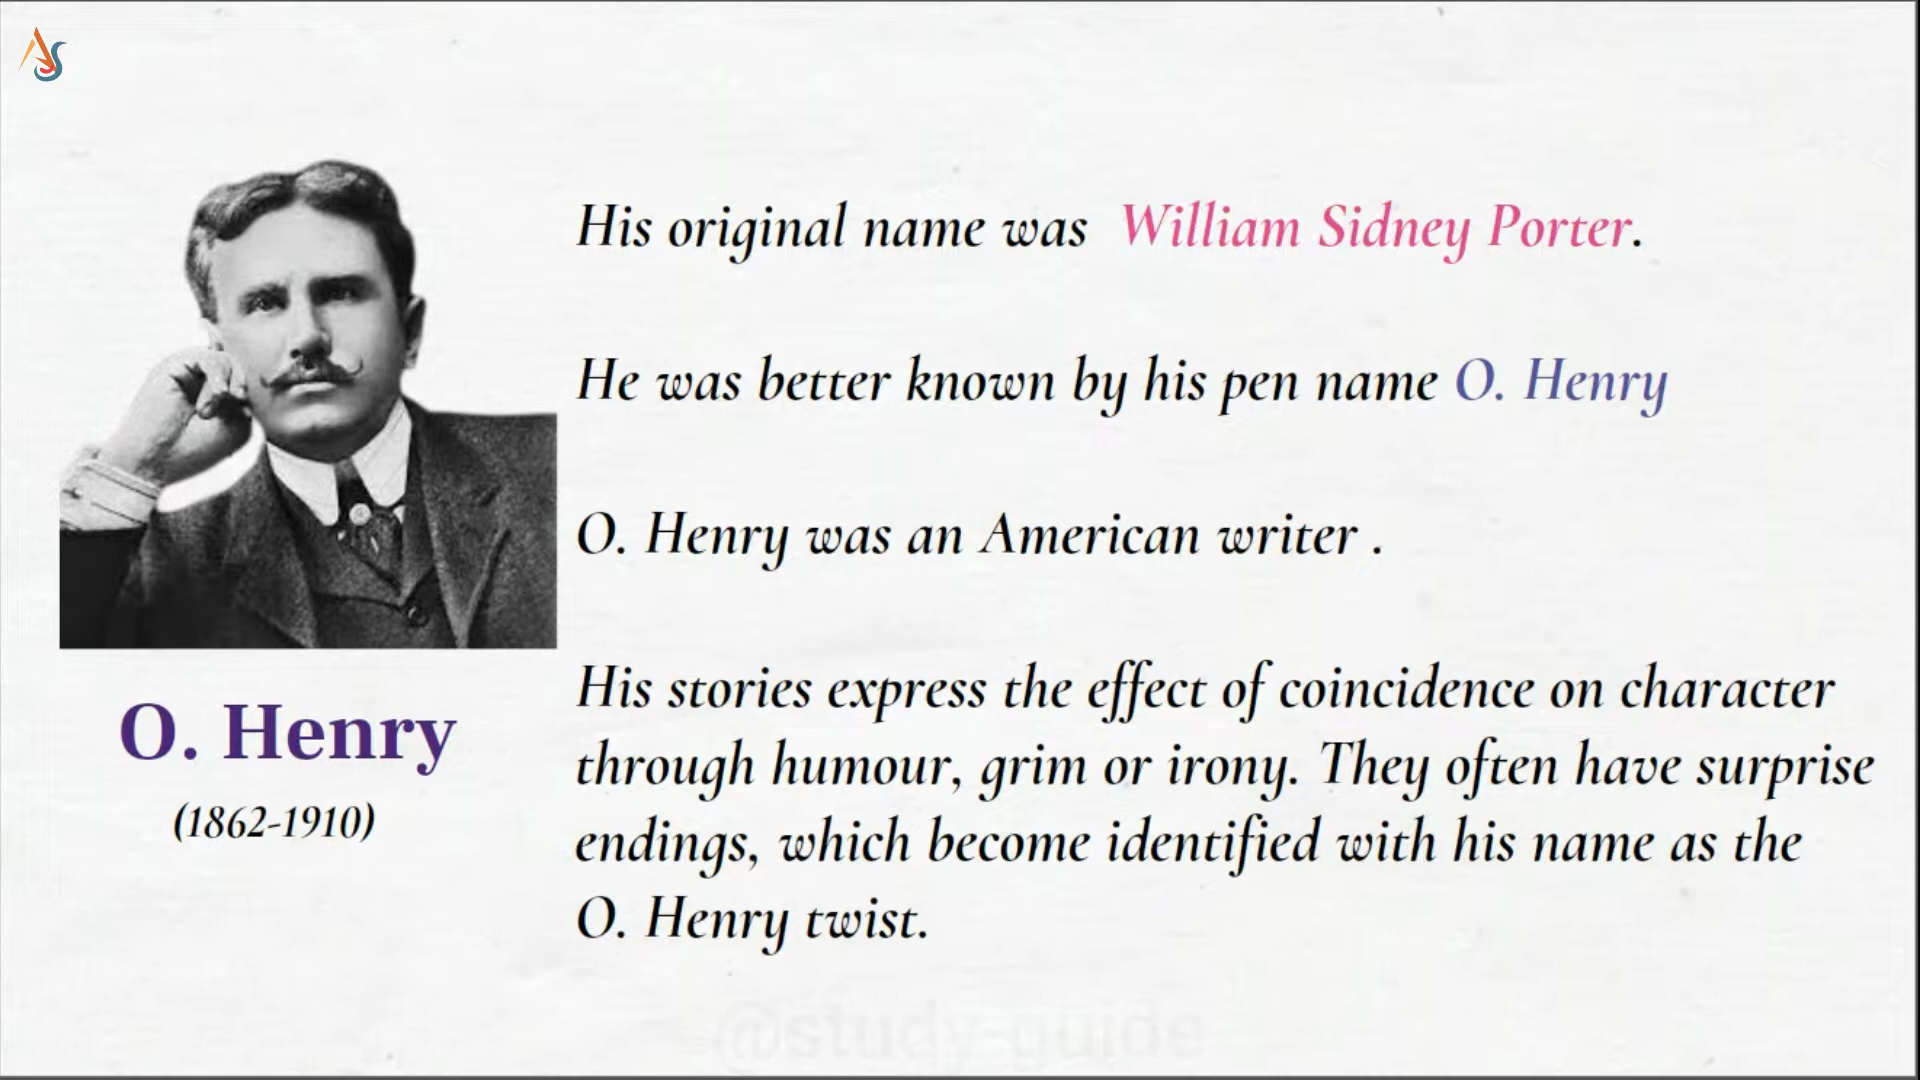 His original name was William Sidney Porter.
He was better known by his pen name O. Henry
O. Henry was an American writer .
His stories express the effect of coincidence on character
through humour, grim or irony. They often have surprise
endings, which become identified with his name as the
O. Henry twist.
O. Henry
(1862-1910)
@study-guide